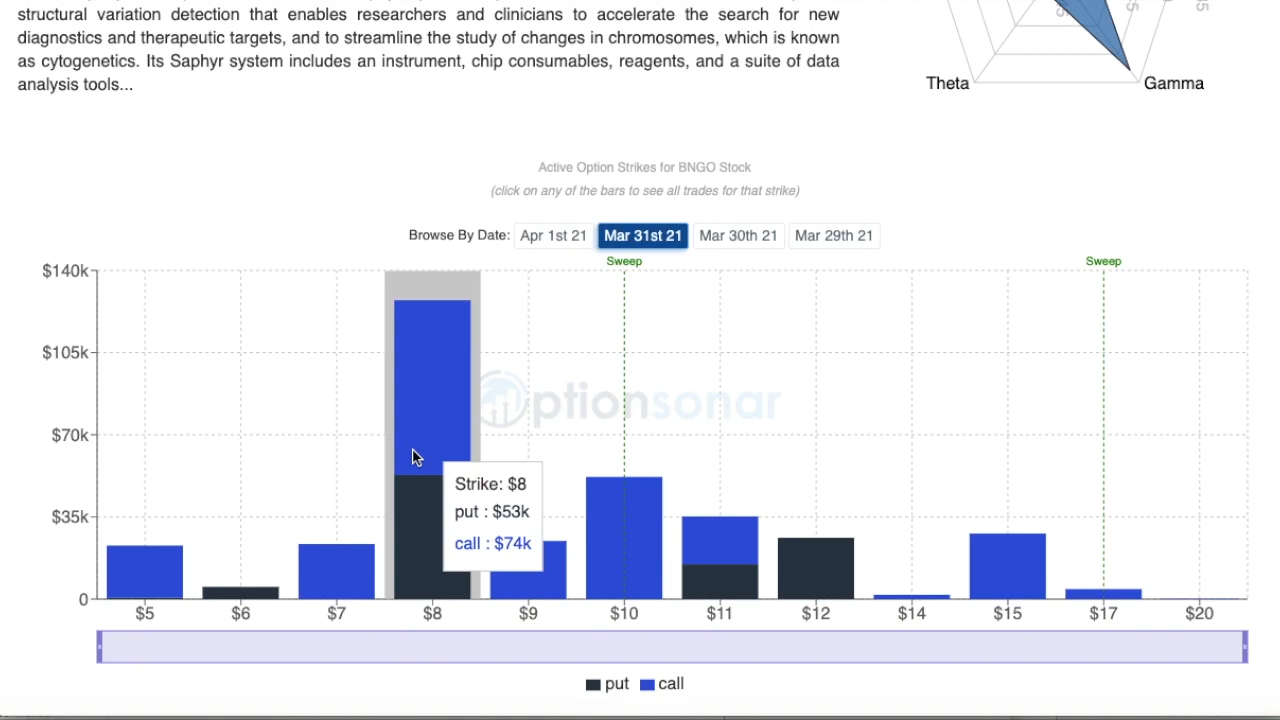 structural variation detection that enables researchers and clinicians to accelerate the search for new
diagnostics and therapeutic targets, and to streamline the study of changes in chromosomes, which is known
as cytogenetics. Its Saphyr system includes an instrument, chip consumables, reagents, and a suite of data
analysis tools...
Theta
Gamma
Active Option Strikes for BNGO Stock
(click on any of the bars to see all trades for that strike)
Browse By Date: Apr 1st 21 Mar 31st 21 Mar 30th 21 Mar 29th 21
Sweep Sweep
$140k
$105k
$70k
$35k
0
ptionsonar
Strike: $8
put : $53k
call : $74k
$5 $6 $7 $8 $9 $10 $11 $12 $14 $15 $17 $20
put call